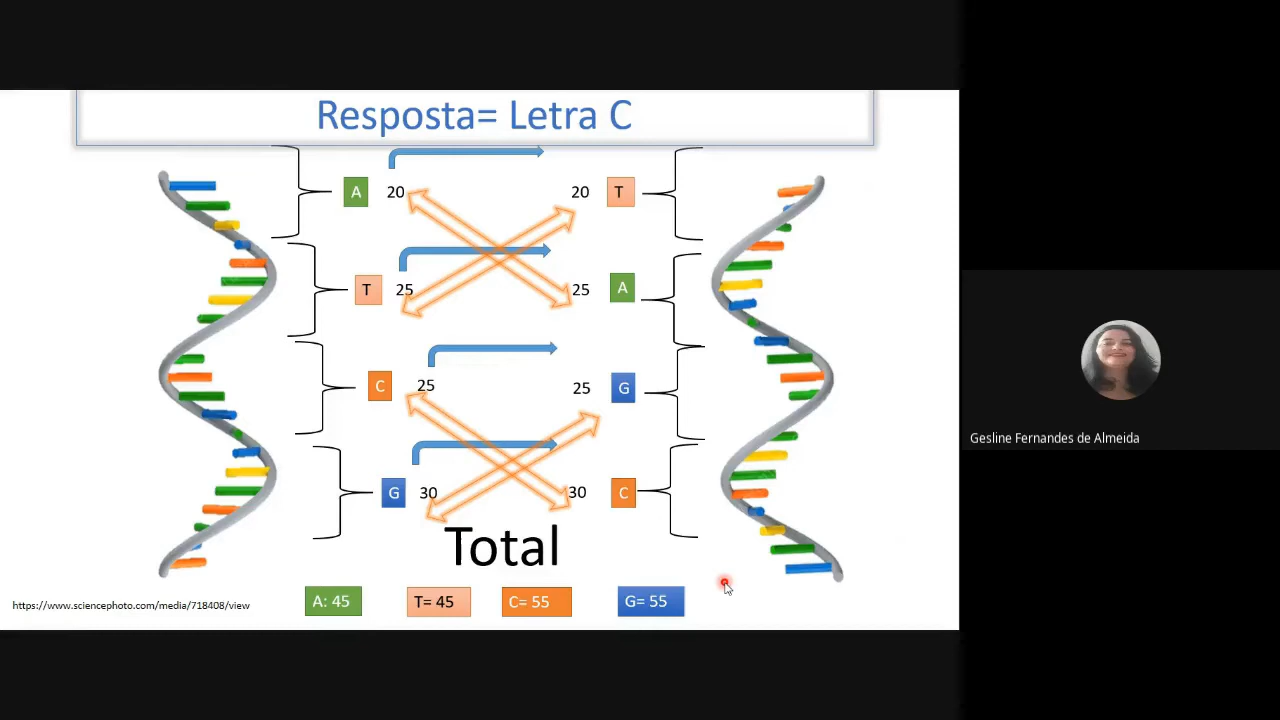 Resposta= Letra C
A 20 20 T
T 25 25 A
C 25 25 G
G 30 30 C
Total
A: 45 T= 45 C= 55 G= 55
https://www.sciencephoto.com/media/718408/view
Gesline Fernandes de Almeida